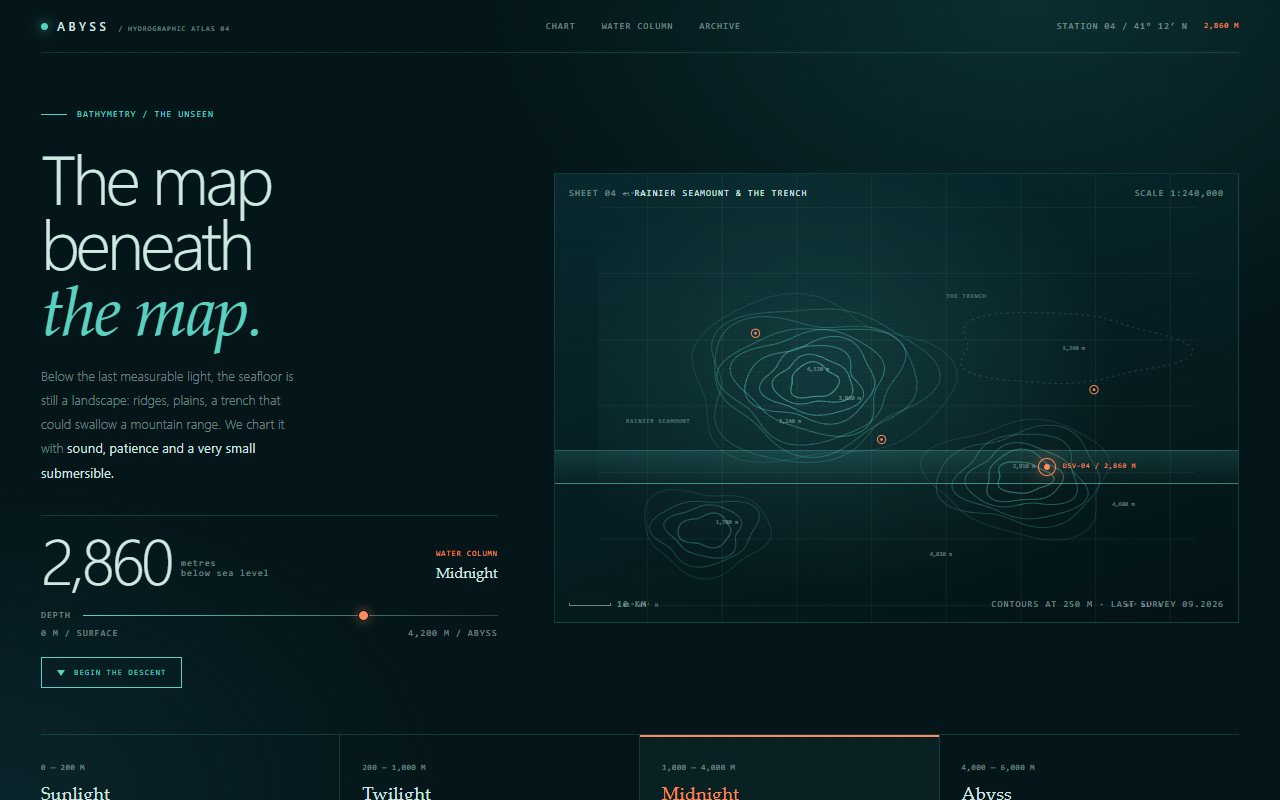 ABYSS / HYDROGRAPHIC ATLAS 04
CHART WATER COLUMN ARCHIVE
STATION 04 / 41° 12′ N 2,860 M
BATHYMETRY / THE UNSEEN
The map
beneath
the map.
Below the last measurable light, the seafloor is
still a landscape: ridges, plains, a trench that
could swallow a mountain range. We chart it
with sound, patience and a very small
submersible.
2,860 metres
below sea level
WATER COLUMN
Midnight
DEPTH
0 M / SURFACE
4,200 M / ABYSS
BEGIN THE DESCENT
SHEET 04 — RAINIER SEAMOUNT & THE TRENCH
SCALE 1:240,000
THE TRENCH
5,240 m
4,120 m
3,860 m
3,240 m
RAINIER SEAMOUNT
DSV-04 / 2,860 M
4,600 m
1,780 m
4,020 m
10 KM
CONTOURS AT 250 M · LAST SURVEY 09.2026
0 — 200 M
Sunlight
200 — 1,000 M
Twilight
1,000 — 4,000 M
Midnight
4,000 — 6,000 M
Abyss